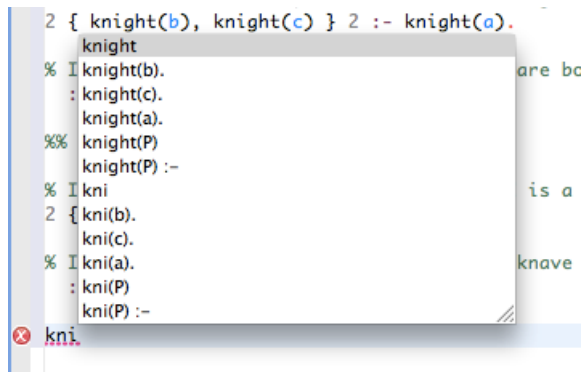 2 { knight(b), knight(c) } 2 :- knight(a).
knight
% I knight(b). are bo
: knight(c).
knight(a).
%% knight(P)
knight(P) :-
% I kni is a
2 { kni(b).
kni(c).
% I kni(a). knave
: kni(P)
kni(P) :-
kni